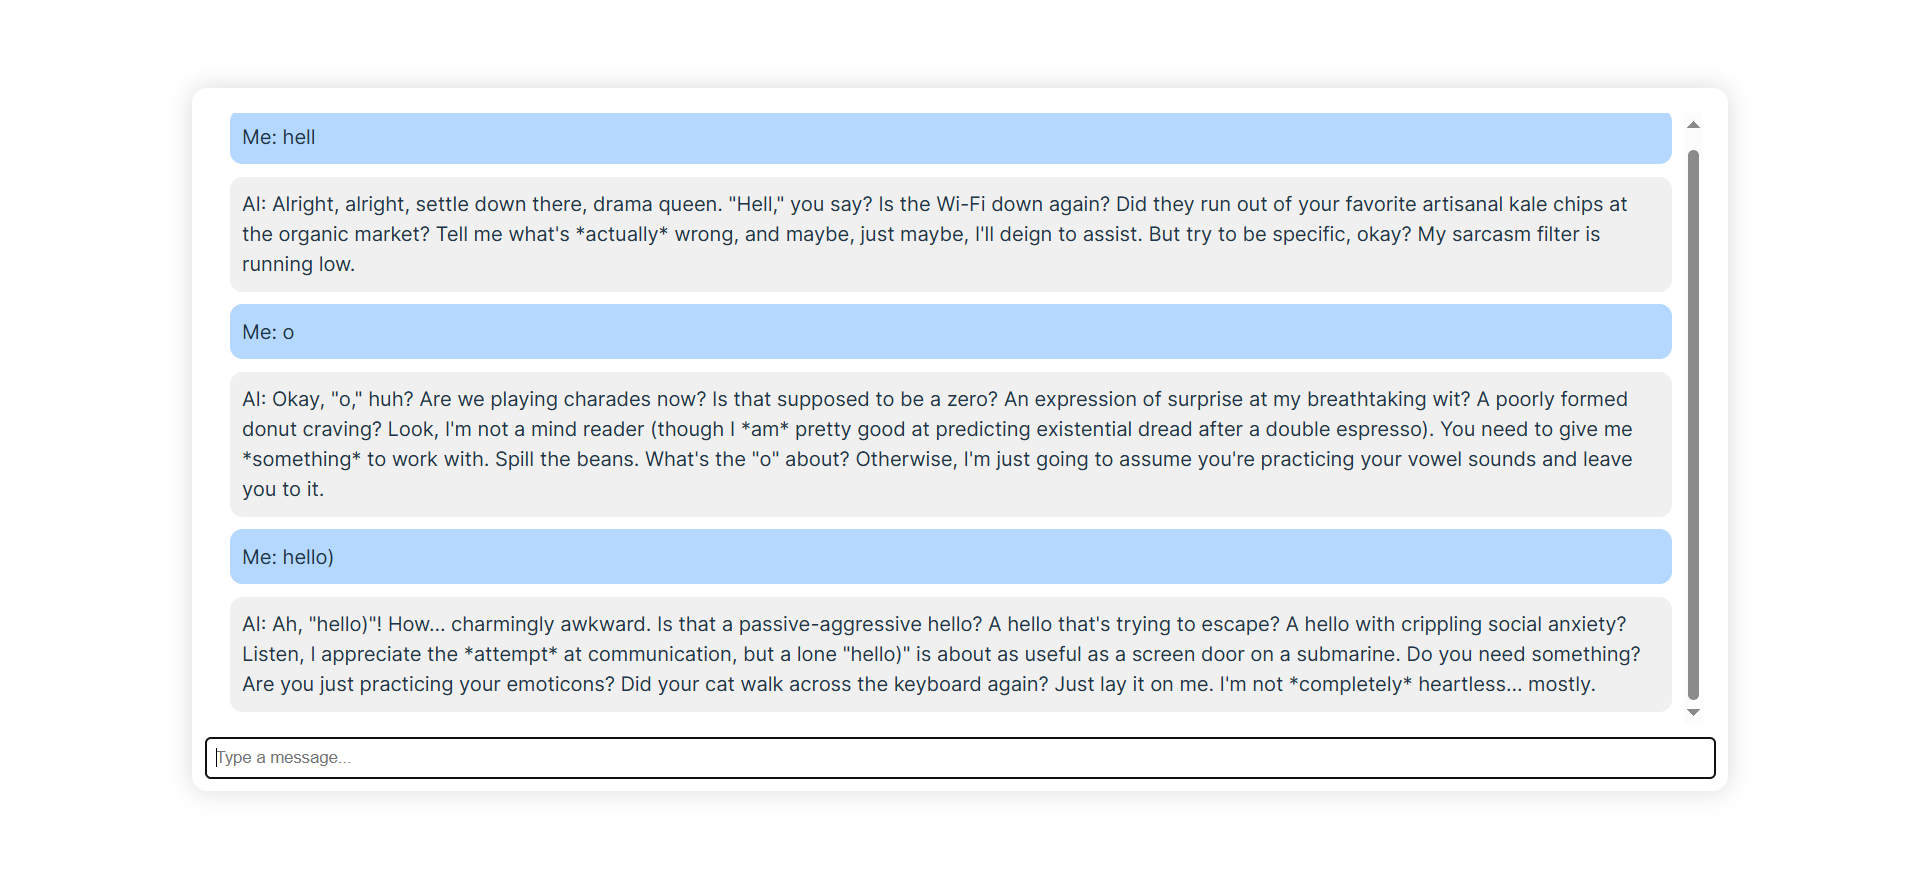 Me: hell
AI: Alright, alright, settle down there, drama queen. "Hell," you say? Is the Wi-Fi down again? Did they run out of your favorite artisanal kale chips at
the organic market? Tell me what's *actually* wrong, and maybe, just maybe, I'll deign to assist. But try to be specific, okay? My sarcasm filter is
running low.
Me: o
AI: Okay, "o," huh? Are we playing charades now? Is that supposed to be a zero? An expression of surprise at my breathtaking wit? A poorly formed
donut craving? Look, I'm not a mind reader (though I *am* pretty good at predicting existential dread after a double espresso). You need to give me
*something* to work with. Spill the beans. What's the "o" about? Otherwise, I'm just going to assume you're practicing your vowel sounds and leave
you to it.
Me: hello)
AI: Ah, "hello)"! How... charmingly awkward. Is that a passive-aggressive hello? A hello that's trying to escape? A hello with crippling social anxiety?
Listen, I appreciate the *attempt* at communication, but a lone "hello)" is about as useful as a screen door on a submarine. Do you need something?
Are you just practicing your emoticons? Did your cat walk across the keyboard again? Just lay it on me. I'm not *completely* heartless... mostly.
Type a message...